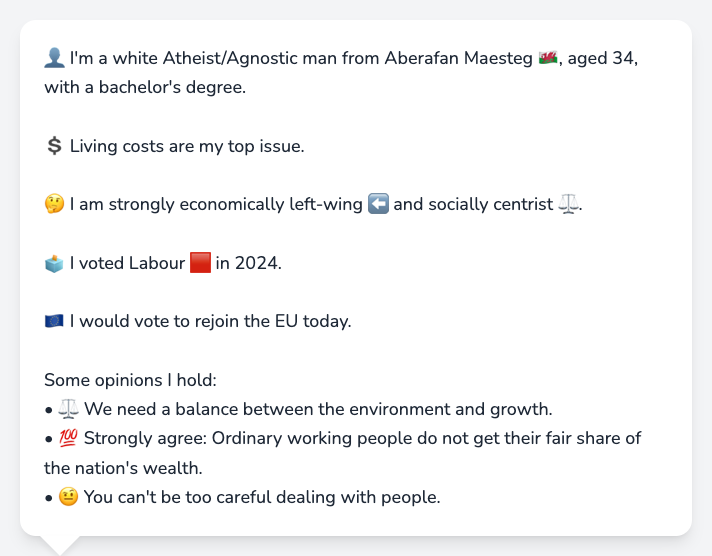 👤 I'm a white Atheist/Agnostic man from Aberafan Maesteg 🏴󠁧󠁢󠁷󠁬󠁳󠁿, aged 34,
with a bachelor's degree.
💲 Living costs are my top issue.
🤔 I am strongly economically left-wing ⬅️ and socially centrist ⚖️.
🗳️ I voted Labour 🟥 in 2024.
🇪🇺 I would vote to rejoin the EU today.
Some opinions I hold:
• ⚖️ We need a balance between the environment and growth.
• 💯 Strongly agree: Ordinary working people do not get their fair share of
the nation's wealth.
• 🤨 You can't be too careful dealing with people.